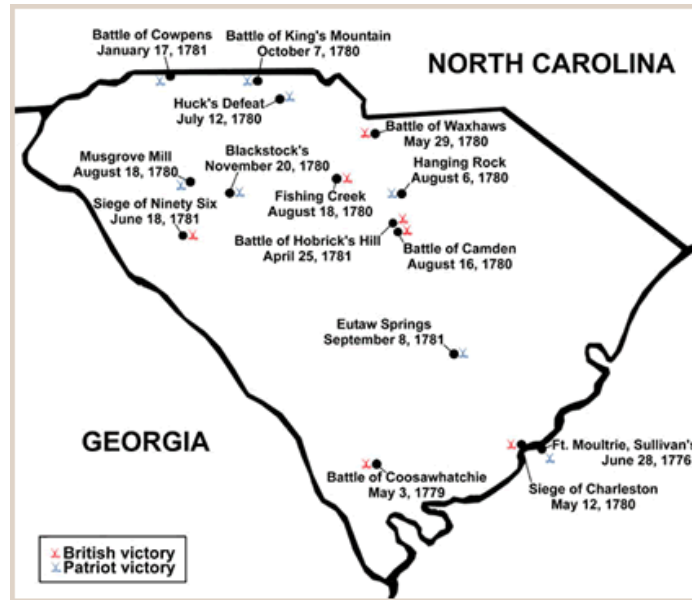 Battle of Cowpens
January 17, 1781
Battle of King's Mountain
October 7, 1780
NORTH CAROLINA
Huck's Defeat
July 12, 1780
Battle of Waxhaws
May 29, 1780
Musgrove Mill
August 18, 1780
Blackstock's
November 20, 1780
Hanging Rock
August 6, 1780
Fishing Creek
August 18, 1780
Siege of Ninety Six
June 18, 1781
Battle of Hobrick's Hill
April 25, 1781
Battle of Camden
August 16, 1780
Eutaw Springs
September 8, 1781
GEORGIA
Ft. Moultrie, Sullivan's
June 28, 1776
Battle of Coosawhatchie
May 3, 1779
Siege of Charleston
May 12, 1780
British victory
Patriot victory